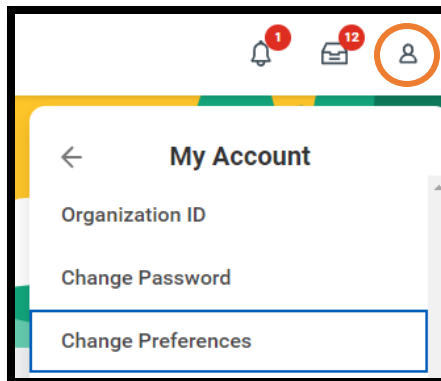 1
12
My Account
Organization ID
Change Password
Change Preferences